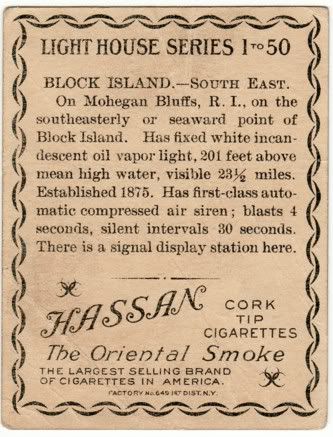 LIGHT HOUSE SERIES 1 TO 50
BLOCK ISLAND.—SOUTH EAST.
On Mohegan Bluffs, R. I., on the
southeasterly or seaward point of
Block Island. Has fixed white incan-
descent oil vapor light, 201 feet above
mean high water, visible 23½ miles.
Established 1875. Has first-class auto-
matic compressed air siren; blasts 4
seconds, silent intervals 30 seconds.
There is a signal display station here.
HASSAN
CORK
TIP
CIGARETTES
The Oriental Smoke
THE LARGEST SELLING BRAND
OF CIGARETTES IN AMERICA.
FACTORY No. 649 1ST DIST. N.Y.